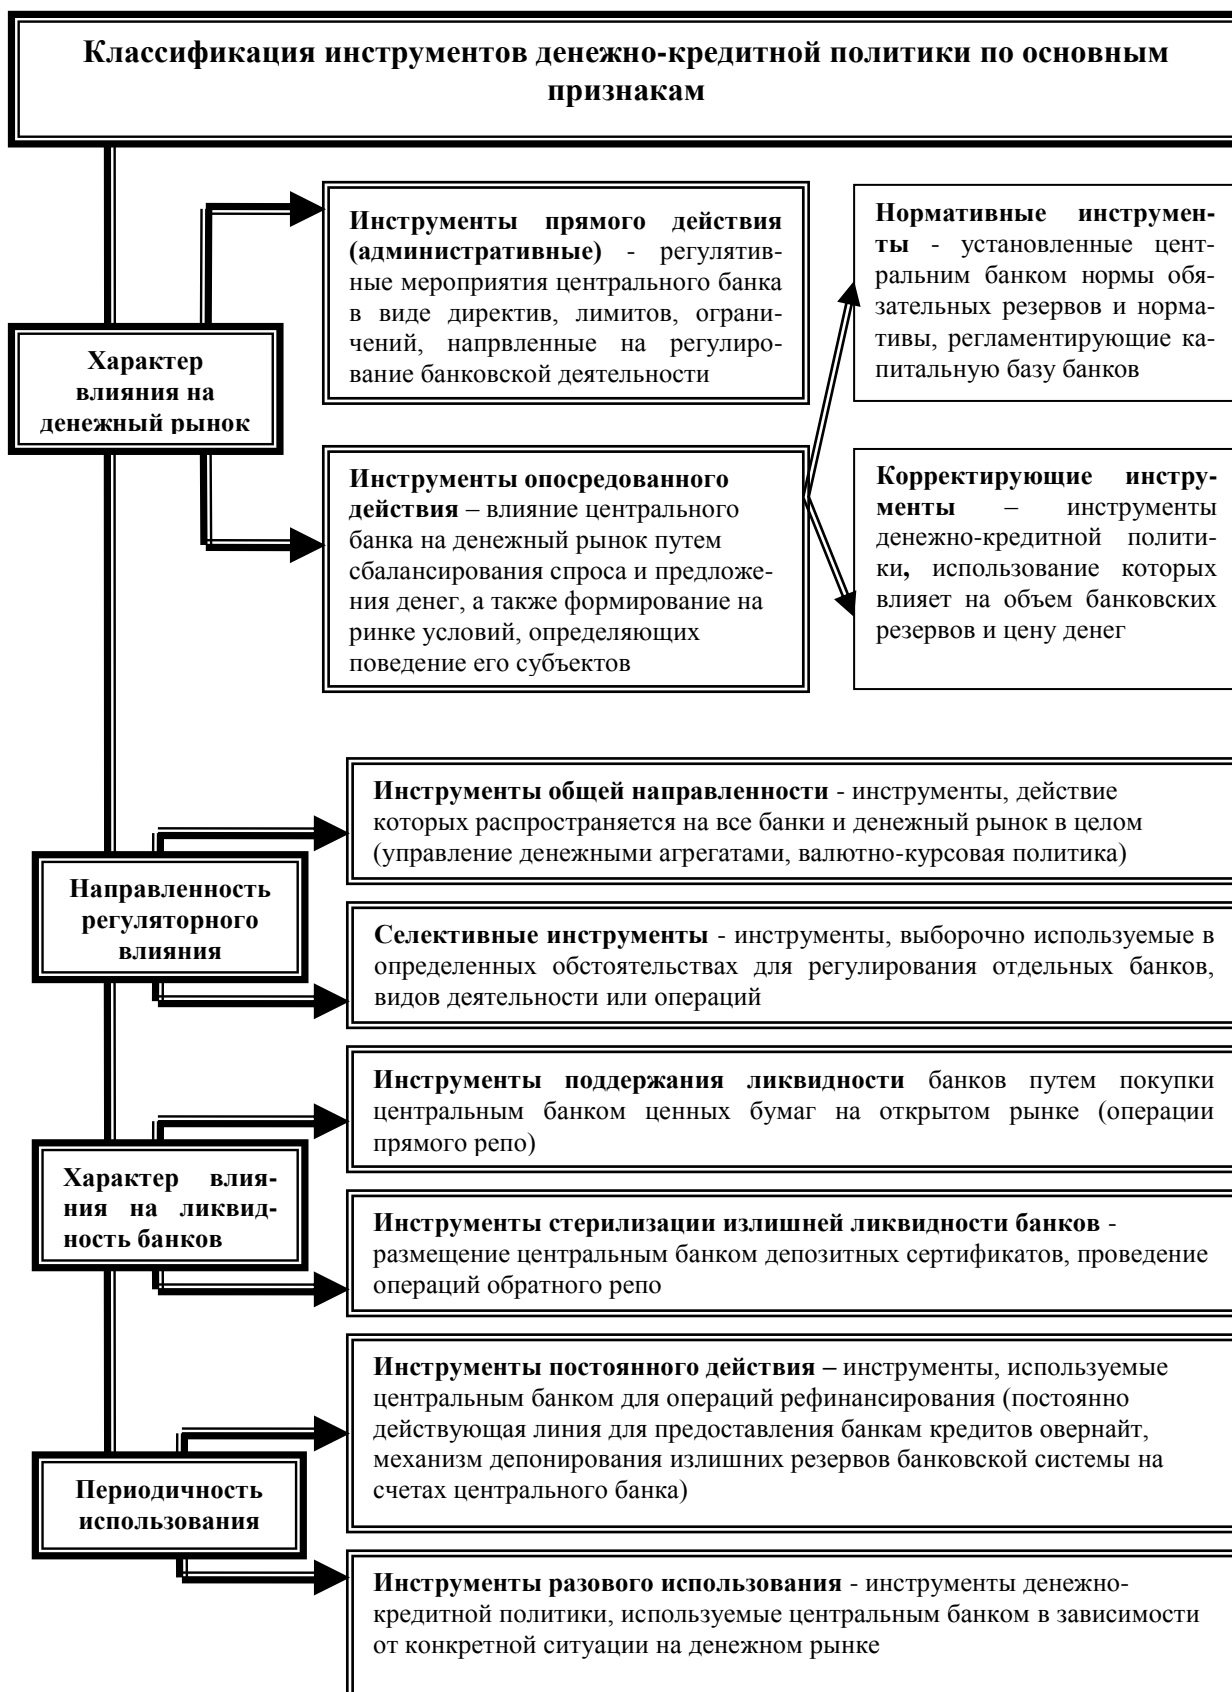 Классификация инструментов денежно-кредитной политики по основным
признакам
Характер
влияния на
денежный рынок
Инструменты прямого действия
(административные) - регулятив-
ные мероприятия центрального банка
в виде директив, лимитов, ограни-
чений, напрвленные на регулиро-
вание банковской деятельности
Инструменты опосредованного
действия – влияние центрального
банка на денежный рынок путем
сбалансирования спроса и предложе-
ния денег, а также формирование на
ринке условий, определяющих
поведение его субъектов
Нормативные инструмен-
ты - установленные цент-
ральним банком нормы обя-
зательных резервов и норма-
тивы, регламентирующие ка-
питальную базу банков
Корректирующие инстру-
менты – инструменты
денежно-кредитной полити-
ки, использование которых
влияет на объем банковских
резервов и цену денег
Направленность
регуляторного
влияния
Инструменты общей направленности - инструменты, действие
которых распространяется на все банки и денежный рынок в целом
(управление денежными агрегатами, валютно-курсовая политика)
Селективные инструменты - инструменты, выборочно используемые в
определенных обстоятельствах для регулирования отдельных банков,
видов деятельности или операций
Характер влия-
ния на ликвид-
ность банков
Инструменты поддержания ликвидности банков путем покупки
центральным банком ценных бумаг на открытом рынке (операции
прямого репо)
Инструменты стерилизации излишней ликвидности банков -
размещение центральным банком депозитных сертификатов, проведение
операций обратного репо
Периодичность
использования
Инструменты постоянного действия – инструменты, используемые
центральным банком для операций рефинансирования (постоянно
действующая линия для предоставления банкам кредитов овернайт,
механизм депонирования излишних резервов банковской системы на
счетах центрального банка)
Инструменты разового использования - инструменты денежно-
кредитной политики, используемые центральным банком в зависимости
от конкретной ситуации на денежном рынке